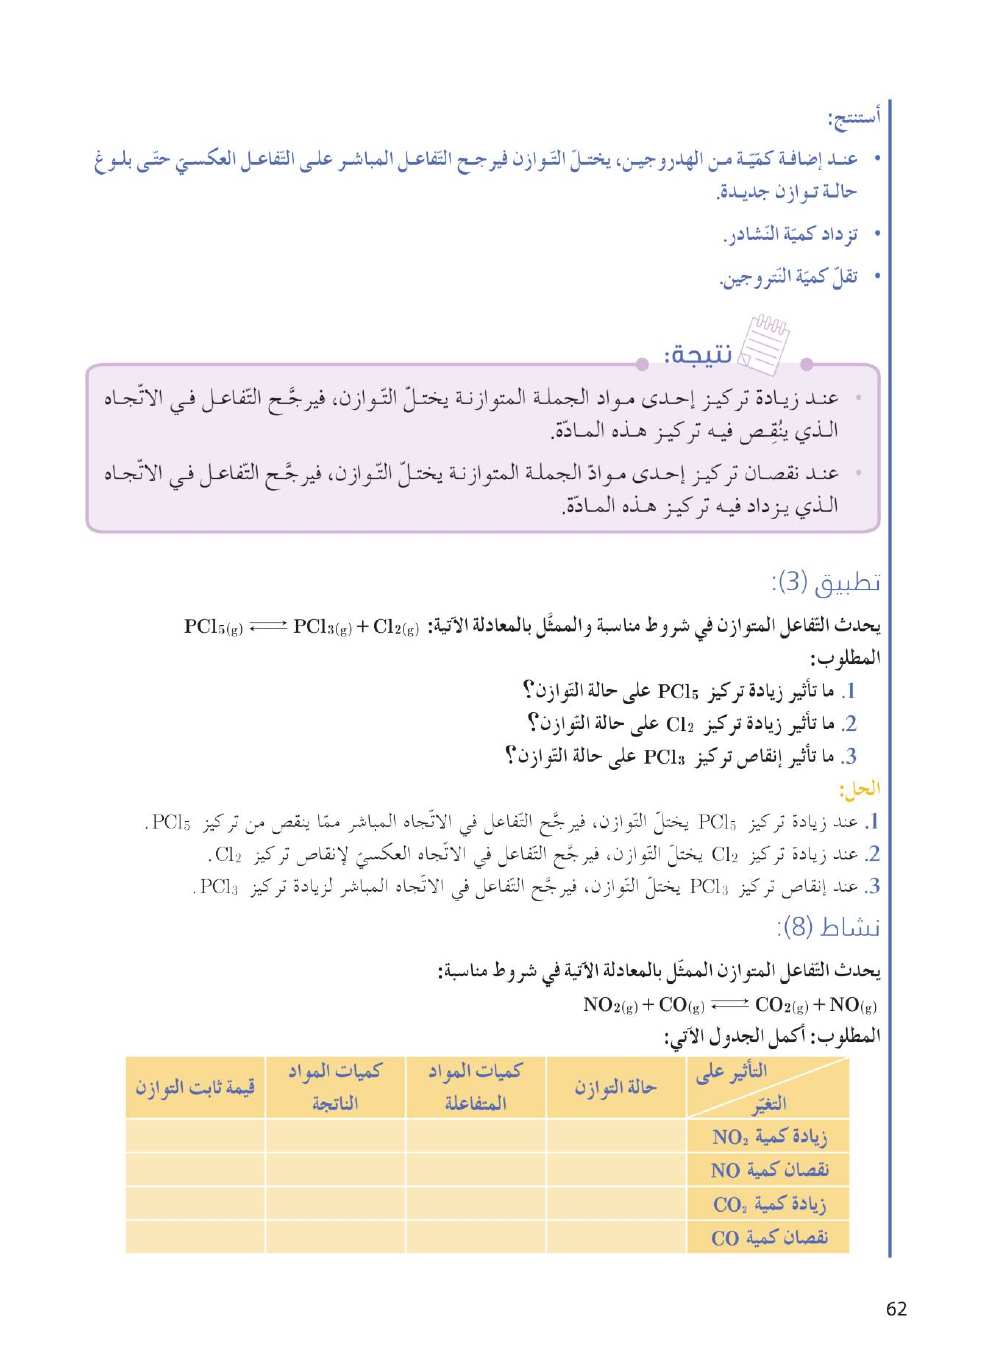 أستنتج:
• عند إضافة كمّيّة من الهدروجين، يختلّ التّوازن فيرجح التّفاعل المباشر على التّفاعل العكسيّ حتّى بلوغ
حالة توازن جديدة.
• تزداد كميّة النّشادر.
• تقلّ كميّة النّتروجين.
نتيجة:
• عند زيادة تركيز إحدى مواد الجملة المتوازنة يختلّ التّوازن، فيرجَّح التّفاعل في الاتّجاه
الذي يُنْقِص فيه تركيز هذه المادّة.
• عند نقصان تركيز إحدى موادّ الجملة المتوازنة يختلّ التّوازن، فيرجَّح التّفاعل في الاتّجاه
الذي يزداد فيه تركيز هذه المادّة.
تطبيق (3):
يحدث التّفاعل المتوازن في شروط مناسبة والممثَّل بالمعادلة الآتية: PCl5(g) ⇌ PCl3(g) + Cl2(g)
المطلوب:
1. ما تأثير زيادة تركيز PCl5 على حالة التّوازن؟
2. ما تأثير زيادة تركيز Cl2 على حالة التّوازن؟
3. ما تأثير إنقاص تركيز PCl3 على حالة التّوازن؟
الحل:
1. عند زيادة تركيز PCl5 يختلّ التّوازن، فيرجَّح التّفاعل في الاتّجاه المباشر ممّا ينقص من تركيز PCl5.
2. عند زيادة تركيز Cl2 يختلّ التّوازن، فيرجَّح التّفاعل في الاتّجاه العكسيّ لإنقاص تركيز Cl2.
3. عند إنقاص تركيز PCl3 يختلّ التّوازن، فيرجَّح التّفاعل في الاتّجاه المباشر لزيادة تركيز PCl3.
نشاط (8):
يحدث التّفاعل المتوازن الممثّل بالمعادلة الآتية في شروط مناسبة:
NO2(g) + CO(g) ⇌ CO2(g) + NO(g)
المطلوب: أكمل الجدول الآتي:
التأثير على
التغيّر
حالة التوازن
كميات المواد
المتفاعلة
كميات المواد
الناتجة
قيمة ثابت التوازن
زيادة كمية NO2
نقصان كمية NO
زيادة كمية CO2
نقصان كمية CO
62